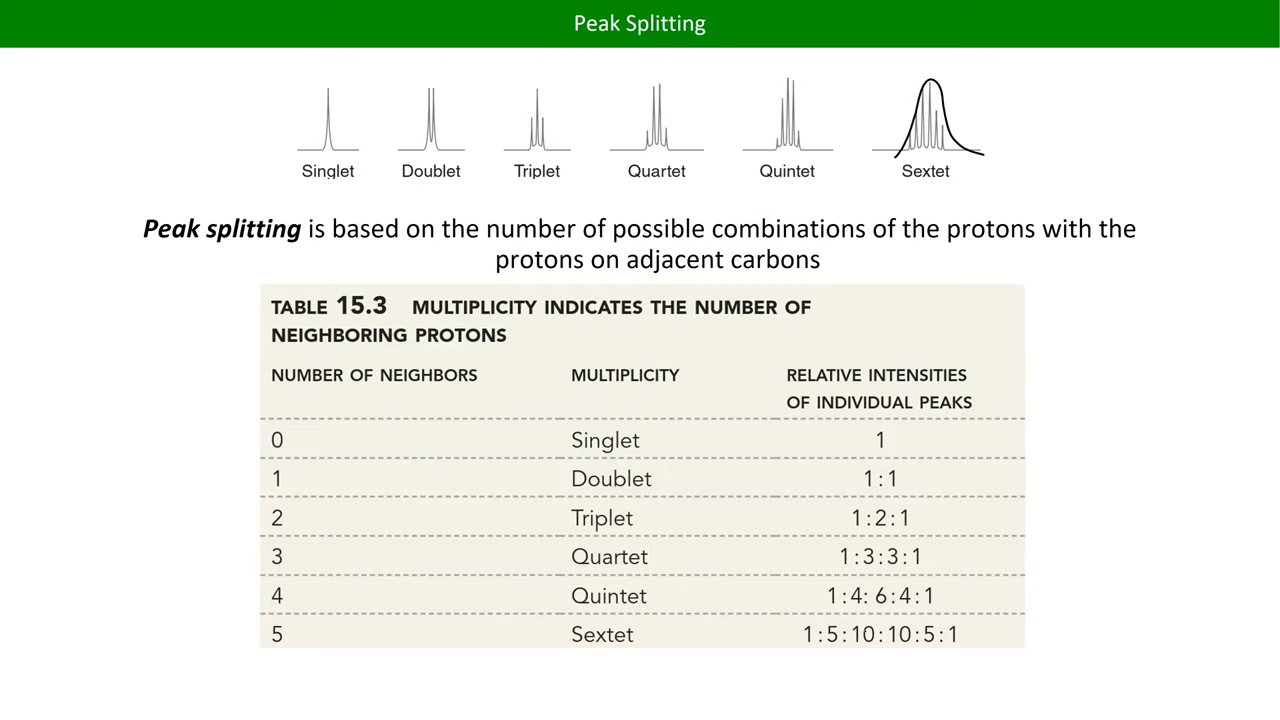 Peak Splitting
Singlet Doublet Triplet Quartet Quintet Sextet
Peak splitting is based on the number of possible combinations of the protons with the
protons on adjacent carbons
TABLE 15.3 MULTIPLICITY INDICATES THE NUMBER OF
NEIGHBORING PROTONS
NUMBER OF NEIGHBORS MULTIPLICITY RELATIVE INTENSITIES
OF INDIVIDUAL PEAKS
0 Singlet 1
1 Doublet 1:1
2 Triplet 1:2:1
3 Quartet 1:3:3:1
4 Quintet 1:4: 6:4:1
5 Sextet 1:5:10:10:5:1